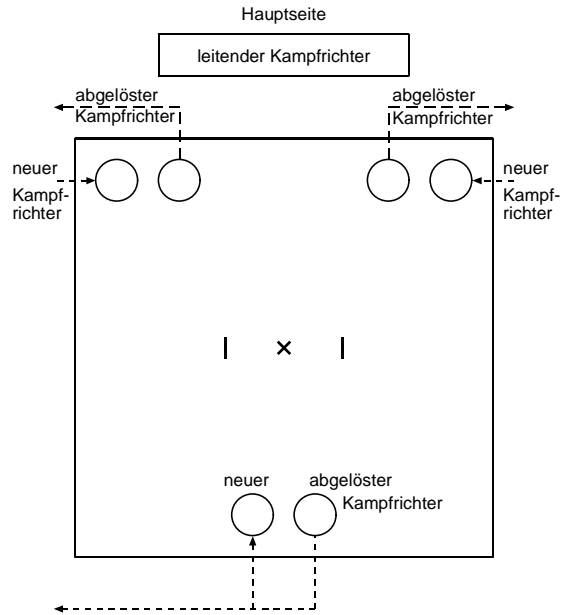 Hauptseite
leitender Kampfrichter
abgelöster
Kampfrichter
abgelöster
Kampfrichter
neuer
Kampf-
richter
neuer
Kampf-
richter
neuer
abgelöster
Kampfrichter